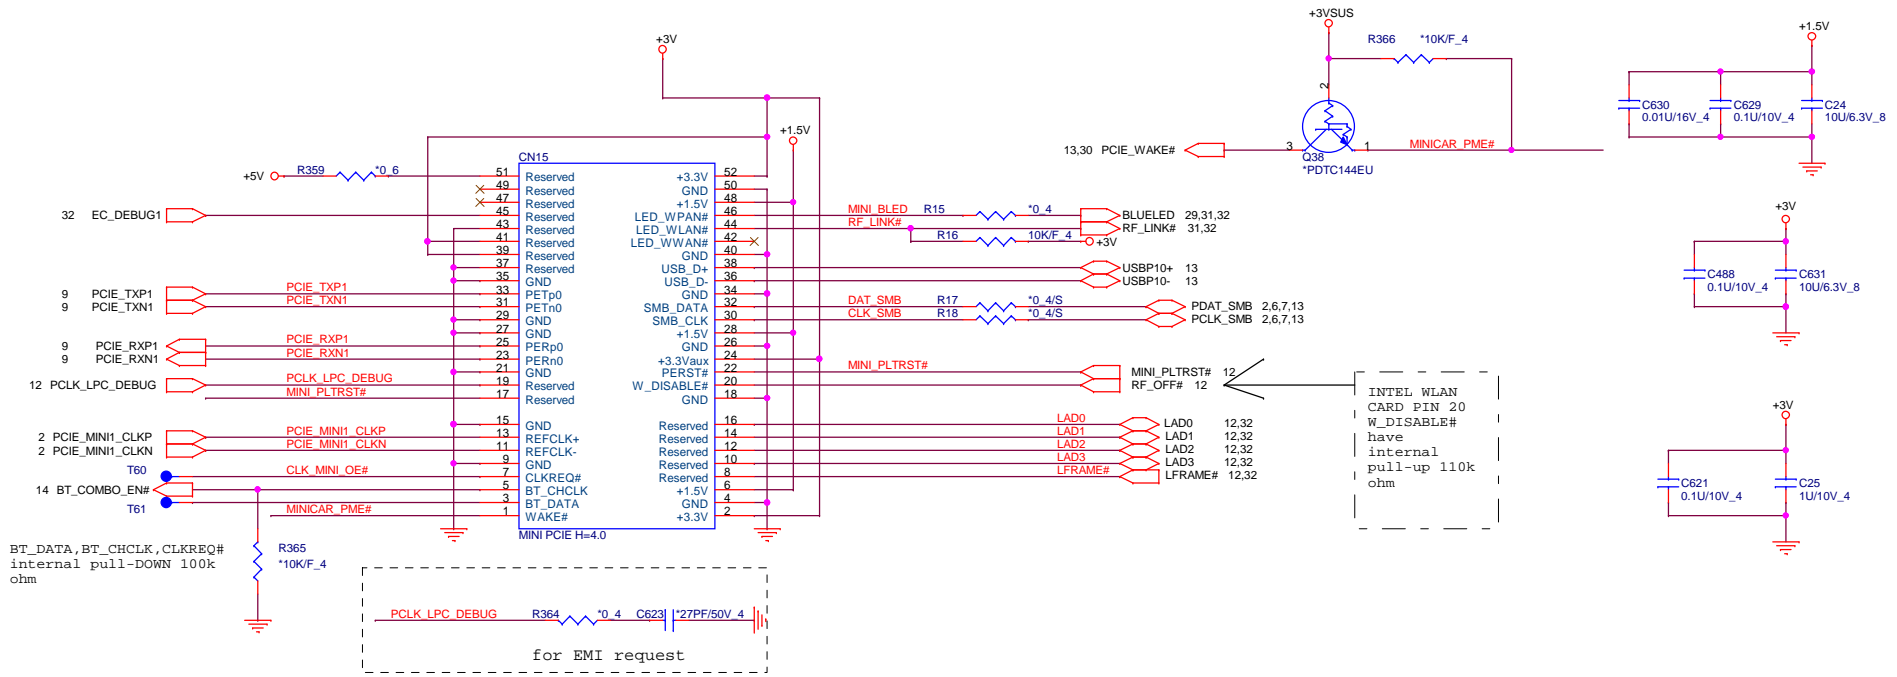 +3VSUS
+3V
R366 *10K/F_4
+1.5V
2
C630
0.01U/16V_4
C629
0.1U/10V_4
C24
10U/6.3V_8
+1.5V
13,30 PCIE_WAKE#
3
1
MINICAR_PME#
Q38
*PDTC144EU
CN15
+5V
R359 *0_6
51 Reserved +3.3V 52
49 Reserved GND 50
47 Reserved +1.5V 48
32 EC_DEBUG1 45 Reserved LED_WPAN# 46 MINI_BLED R15 *0_4 BLUELED 29,31,32
43 Reserved LED_WLAN# 44 RF_LINK# RF_LINK# 31,32
41 Reserved LED_WWAN# 42 R16 10K/F_4 +3V
39 Reserved GND 40
37 Reserved USB_D+ 38 USBP10+ 13
35 GND USB_D- 36 USBP10- 13
9 PCIE_TXP1 PCIE_TXP1 33 PETp0 GND 34
9 PCIE_TXN1 PCIE_TXN1 31 PETn0 SMB_DATA 32 DAT_SMB R17 *0_4/S PDAT_SMB 2,6,7,13
29 GND SMB_CLK 30 CLK_SMB R18 *0_4/S PCLK_SMB 2,6,7,13
27 GND +1.5V 28
9 PCIE_RXP1 PCIE_RXP1 25 PERp0 GND 26
9 PCIE_RXN1 PCIE_RXN1 23 PERn0 +3.3Vaux 24
21 GND PERST# 22 MINI_PLTRST# MINI_PLTRST# 12
12 PCLK_LPC_DEBUG PCLK_LPC_DEBUG 19 Reserved W_DISABLE# 20 RF_OFF# 12
MINI_PLTRST# 17 Reserved GND 18
15 GND Reserved 16 LAD0 LAD0 12,32
2 PCIE_MINI1_CLKP PCIE_MINI1_CLKP 13 REFCLK+ Reserved 14 LAD1 LAD1 12,32
2 PCIE_MINI1_CLKN PCIE_MINI1_CLKN 11 REFCLK- Reserved 12 LAD2 LAD2 12,32
9 GND Reserved 10 LAD3 LAD3 12,32
T60 CLK_MINI_OE# 7 CLKREQ# Reserved 8 LFRAME# LFRAME# 12,32
14 BT_COMBO_EN# 5 BT_CHCLK +1.5V 6
T61 3 BT_DATA GND 4
MINICAR_PME# 1 WAKE# +3.3V 2
MINI PCIE H=4.0
+3V
C488
0.1U/10V_4
C631
10U/6.3V_8
INTEL WLAN
CARD PIN 20
W_DISABLE#
have
internal
pull-up 110k
ohm
+3V
C621
0.1U/10V_4
C25
1U/10V_4
BT_DATA,BT_CHCLK,CLKREQ#
internal pull-DOWN 100k
ohm
R365
*10K/F_4
PCLK_LPC_DEBUG R364 *0_4 C623 *27PF/50V_4
for EMI request